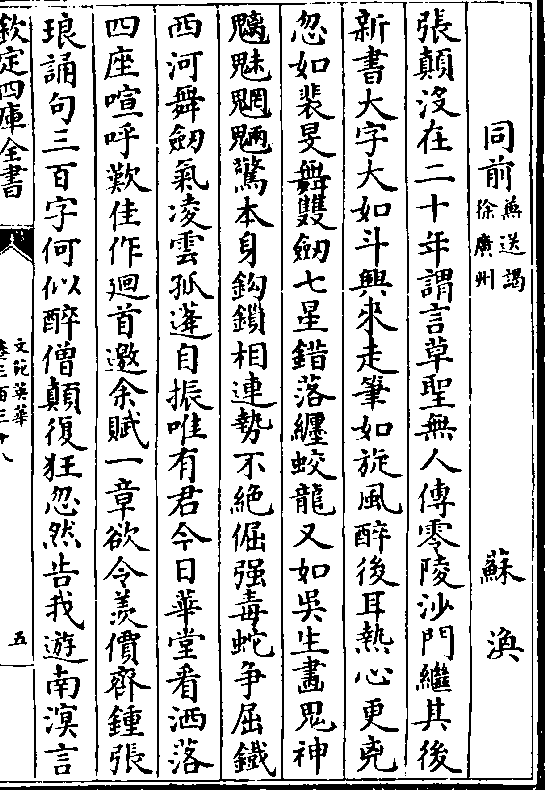 同前兼送謁徐廣州 蘇渙
張顛沒在二十年謂言草聖無人傳零陵沙門繼其後
新書大字大如斗興來走筆如旋風醉後耳熱心更兇
忽如裴旻舞雙劒七星錯落纒蛟龍又如吳生畫鬼神
魑魅魍魎驚本身鈎鎖相連勢不絶倔强毒蛇争屈鐵
西河舞劒氣凌雲孤蓬自振唯有君今日華堂看洒落
四座喧呼歎佳作廻首邀余賦一章欲令羡價齊鍾張
琅誦句三百字何似醉僧顛復狂忽然告我遊南溟言
欽定四庫全書
文苑英華
卷三百三十八
五